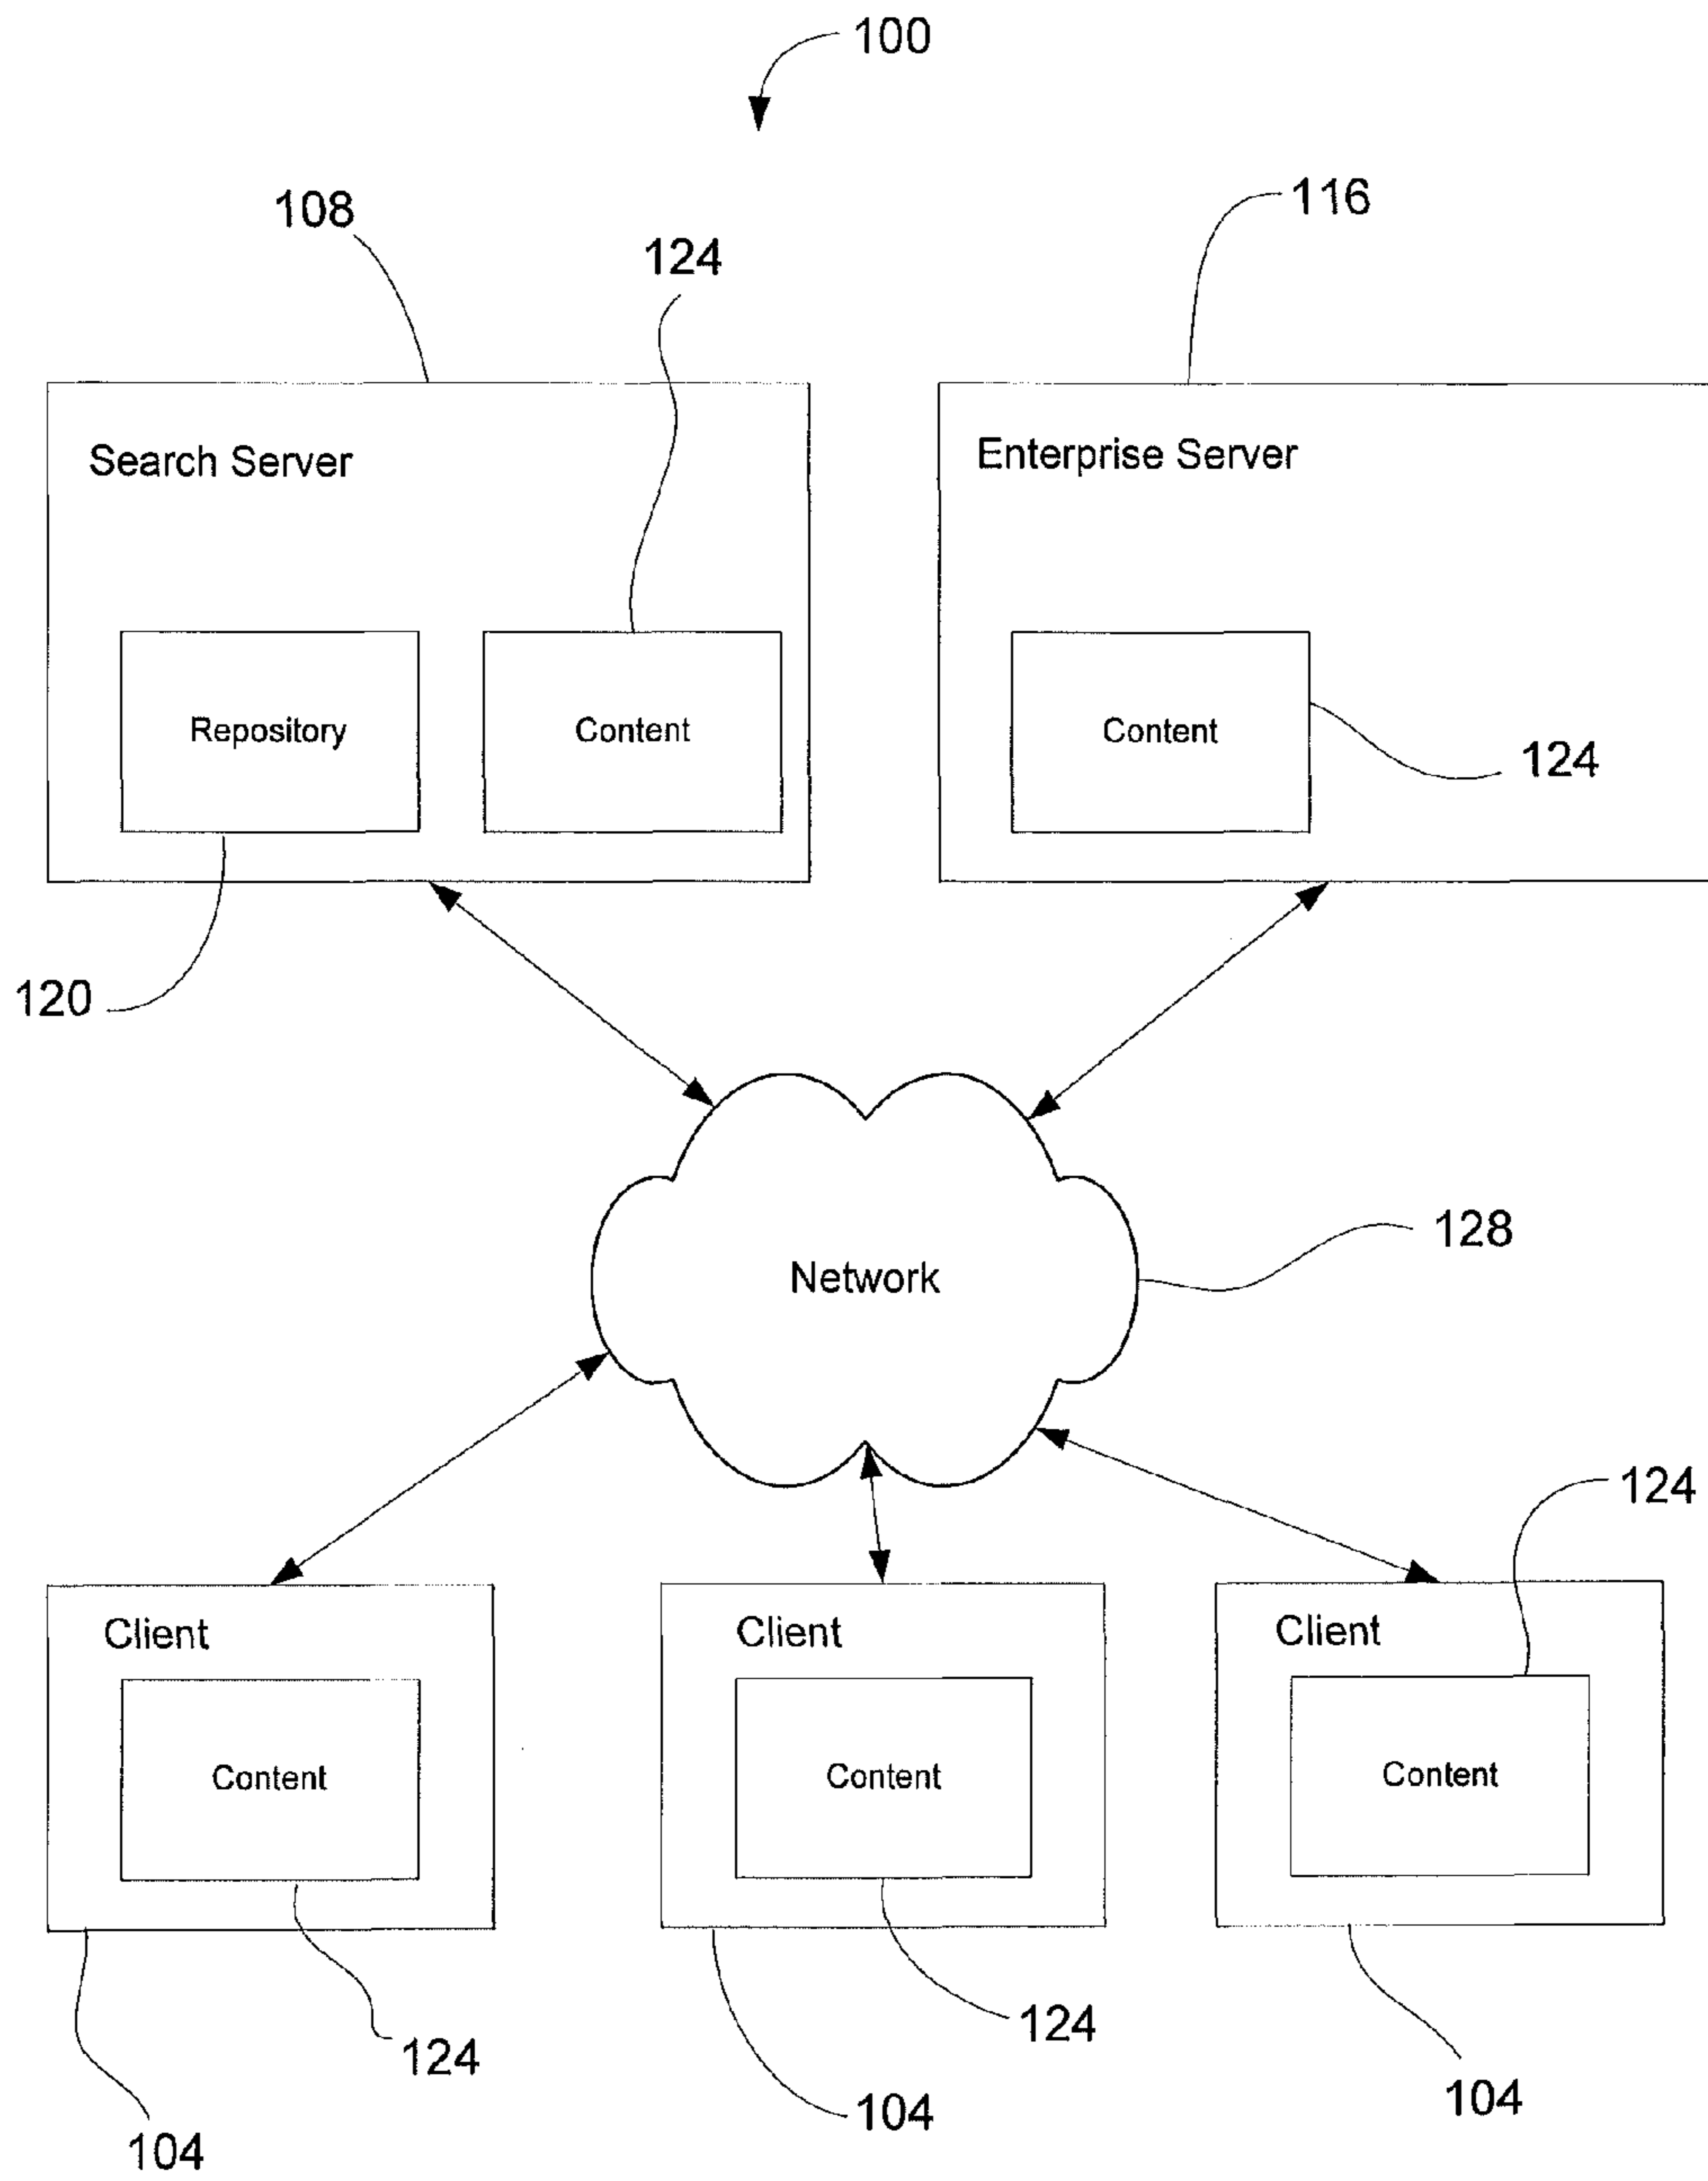 100
108
116
124
Search Server
Enterprise Server
Repository
Content
Content
124
120
128
Network
124
Client
Client
Client
Content
Content
Content
124
124
104
104
104